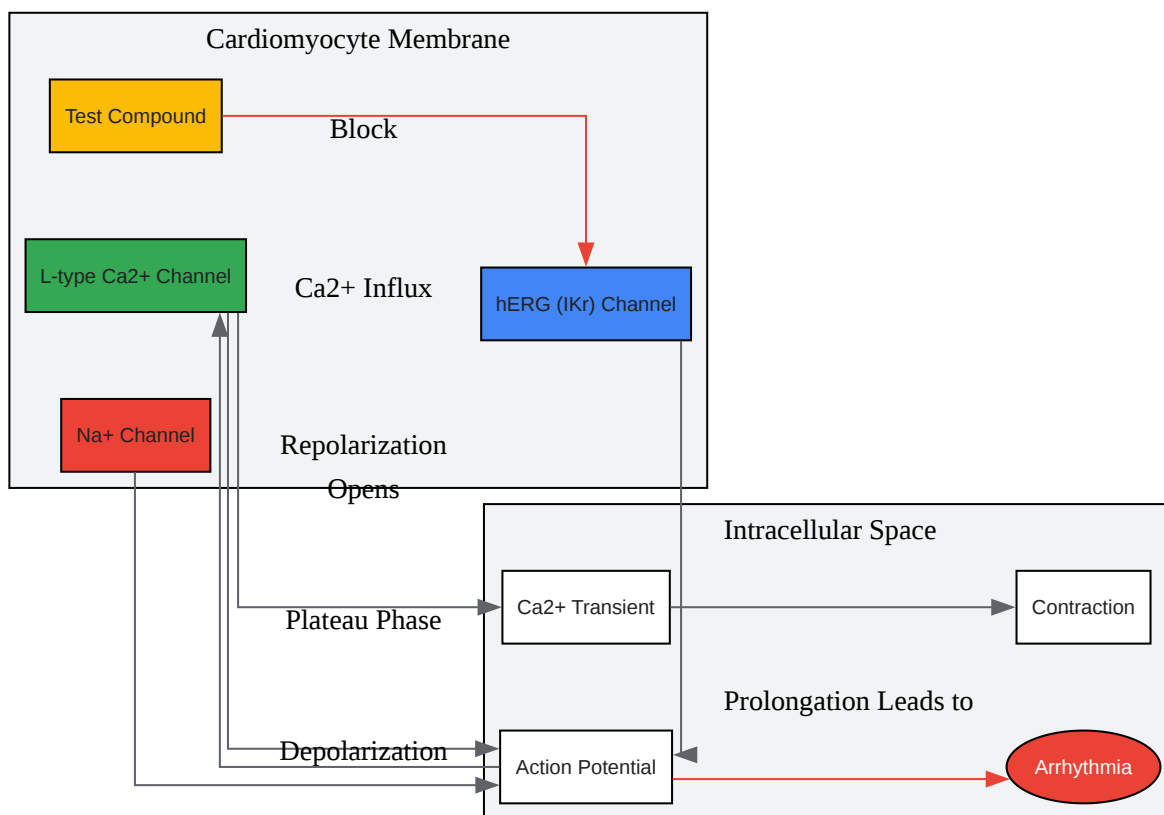 Cardiomyocyte Membrane
Test Compound
Block
L-type Ca2+ Channel
Ca2+ Influx
hERG (IKr) Channel
Na+ Channel
Repolarization
Opens
Intracellular Space
Ca2+ Transient
Contraction
Plateau Phase
Prolongation Leads to
Depolarization
Action Potential
Arrhythmia